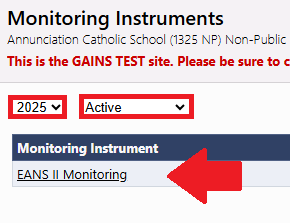 Monitoring Instruments
Annunciation Catholic School (1325 NP) Non-Public
This is the GAINS TEST site. Please be sure to c
2025 Active
Monitoring Instrument
EANS II Monitoring